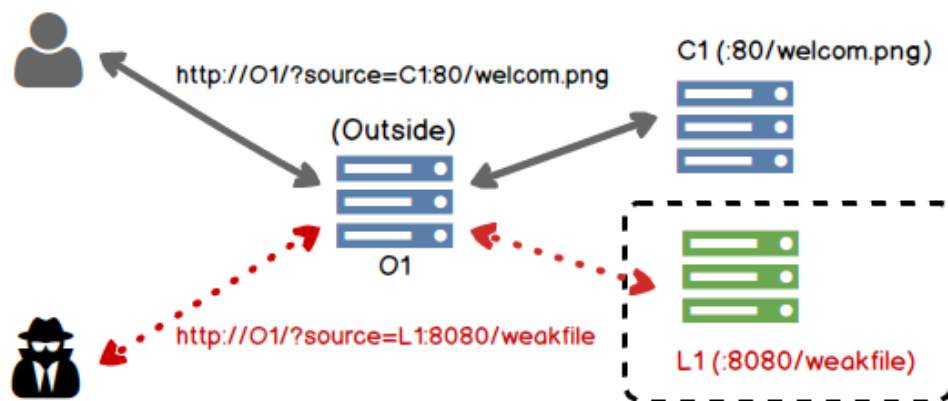 C1 (:80/welcom.png)
http://O1/?source=C1:80/welcom.png
(Outside)
O1
http://O1/?source=L1:8080/weakfile
L1 (:8080/weakfile)